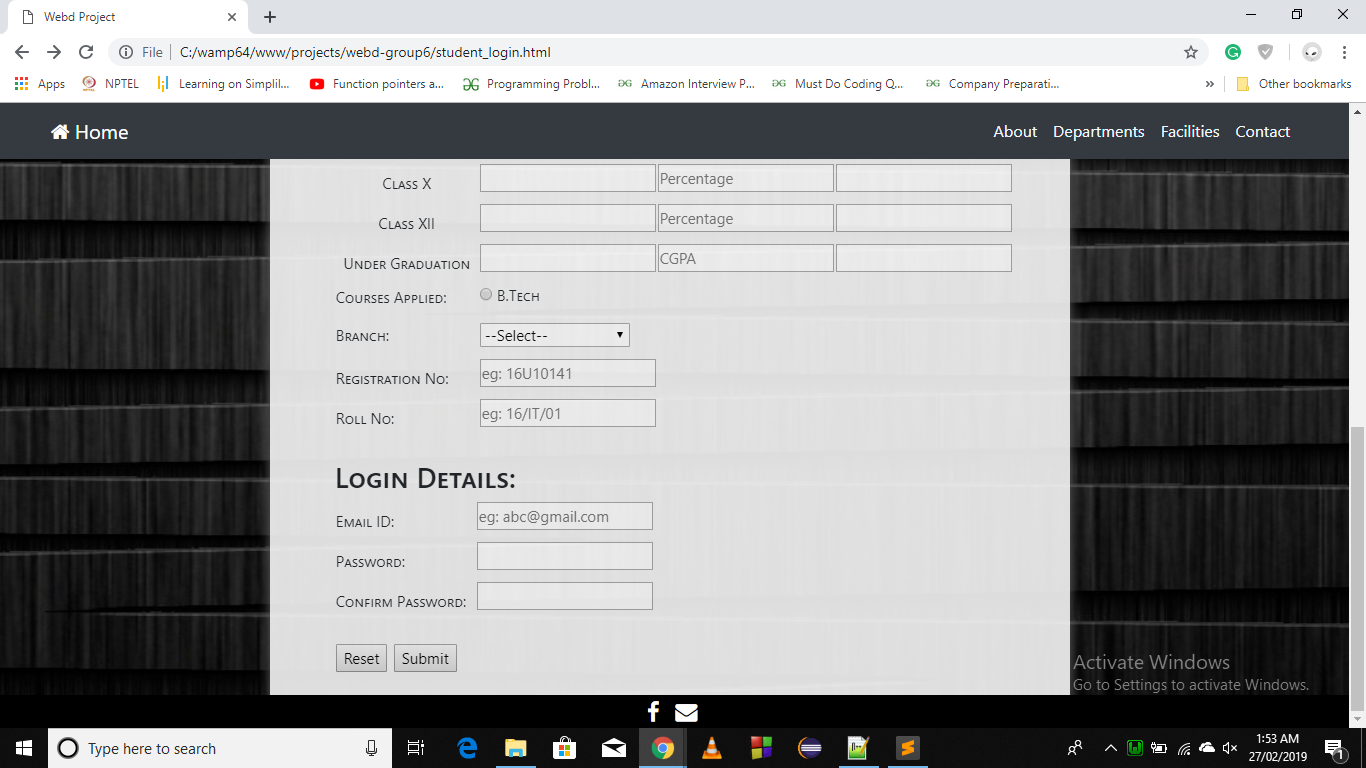 Webd Project
File C:/wamp64/www/projects/webd-group6/student_login.html
Apps NPTEL Learning on Simplil... Function pointers a... Programming Probl... Amazon Interview P... Must Do Coding Q... Company Preparati... » Other bookmarks
Home About Departments Facilities Contact
Class X Percentage
Class XII Percentage
Under Graduation CGPA
Courses Applied: B.Tech
Branch: --Select--
Registration No: eg: 16U10141
Roll No: eg: 16/IT/01
Login Details:
Email ID: eg: abc@gmail.com
Password:
Confirm Password:
Reset Submit
Activate Windows
Go to Settings to activate Windows.
Type here to search
1:53 AM
27/02/2019
1